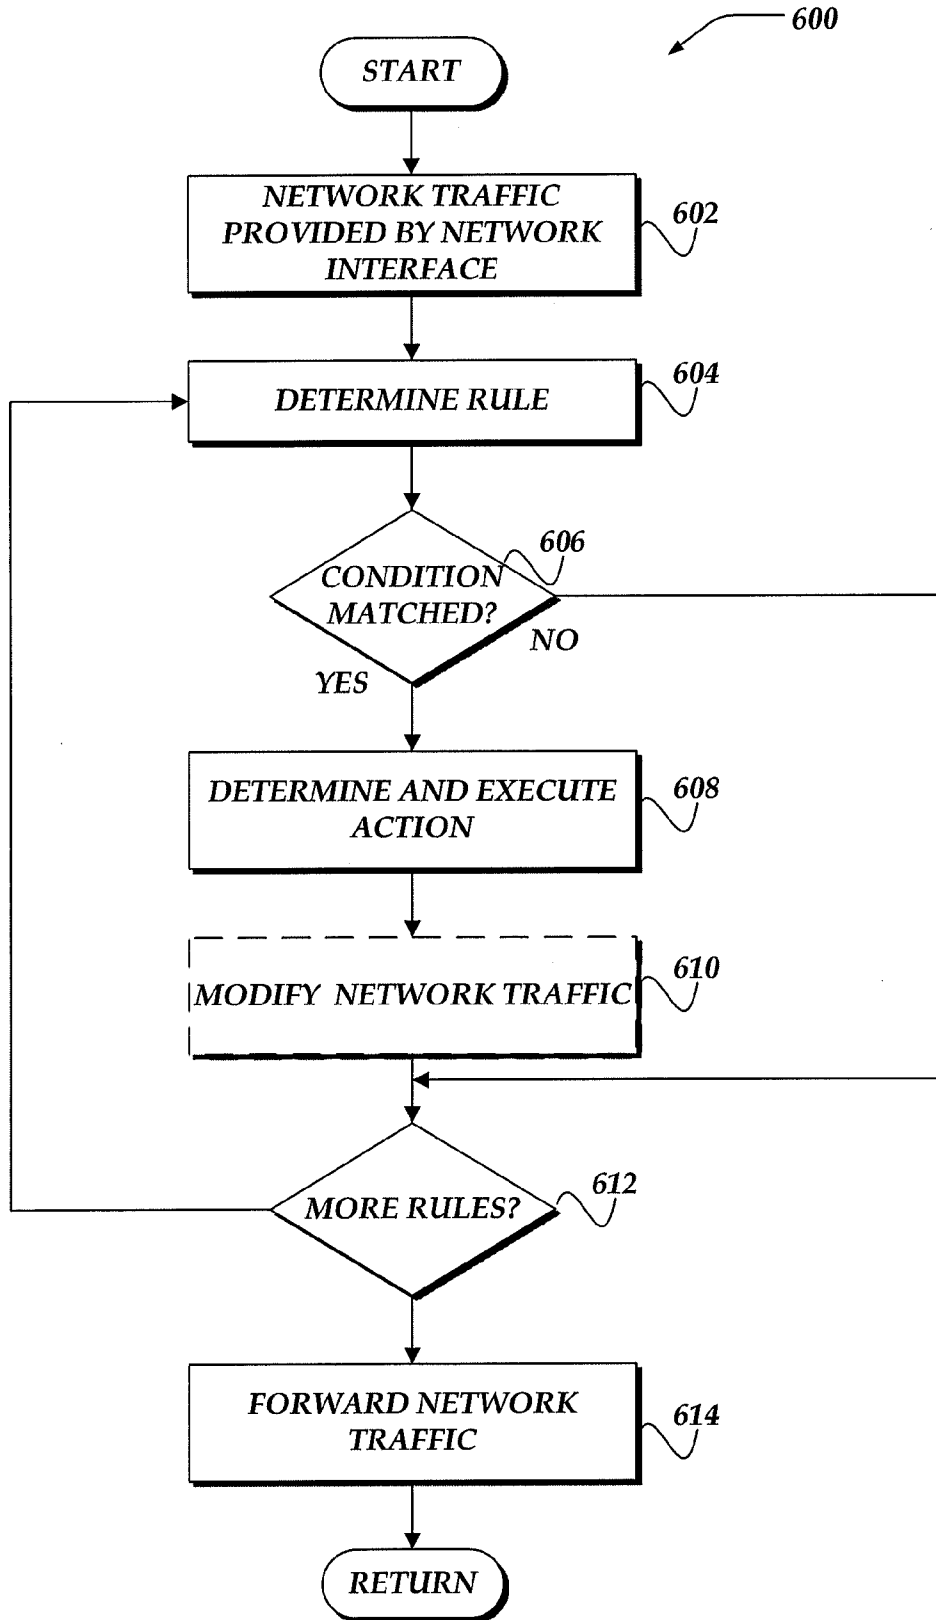 600
START
NETWORK TRAFFIC
PROVIDED BY NETWORK
INTERFACE
602
DETERMINE RULE
604
606
CONDITION
MATCHED?
NO
YES
DETERMINE AND EXECUTE
ACTION
608
MODIFY NETWORK TRAFFIC
610
MORE RULES?
612
FORWARD NETWORK
TRAFFIC
614
RETURN